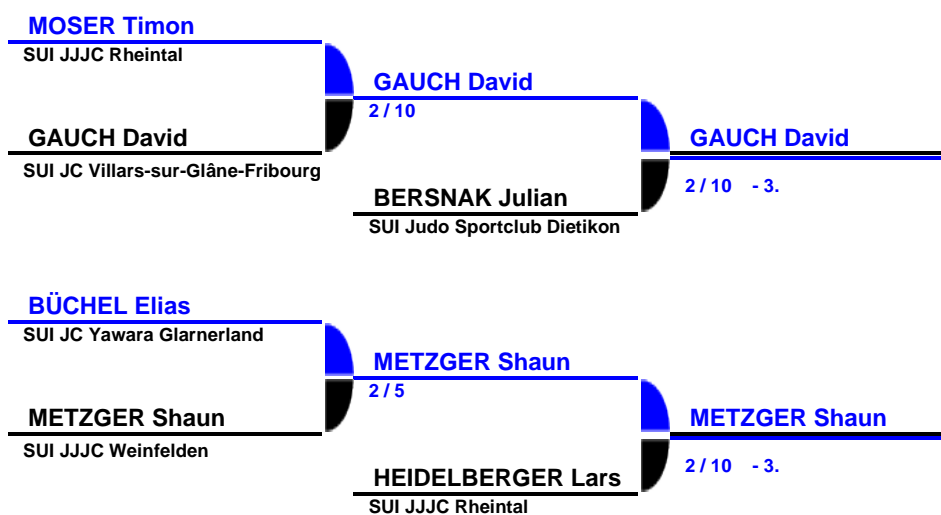 MOSER Timon
SUI JJJC Rheintal
GAUCH David
2 / 10
GAUCH David
SUI JC Villars-sur-Glâne-Fribourg
GAUCH David
2 / 10 - 3.
BERSNAK Julian
SUI Judo Sportclub Dietikon
BÜCHEL Elias
SUI JC Yawara Glarnerland
METZGER Shaun
2 / 5
METZGER Shaun
SUI JJJC Weinfelden
METZGER Shaun
2 / 10 - 3.
HEIDELBERGER Lars
SUI JJJC Rheintal